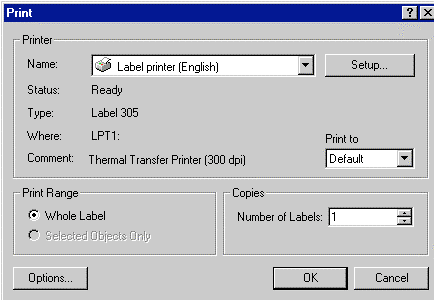 Print
Printer
Name: Label printer (English) Setup...
Status: Ready
Type: Label 305
Where: LPT1:
Print to
Comment: Thermal Transfer Printer (300 dpi) Default
Print Range
Whole Label
Selected Objects Only
Copies
Number of Labels: 1
Options... OK Cancel